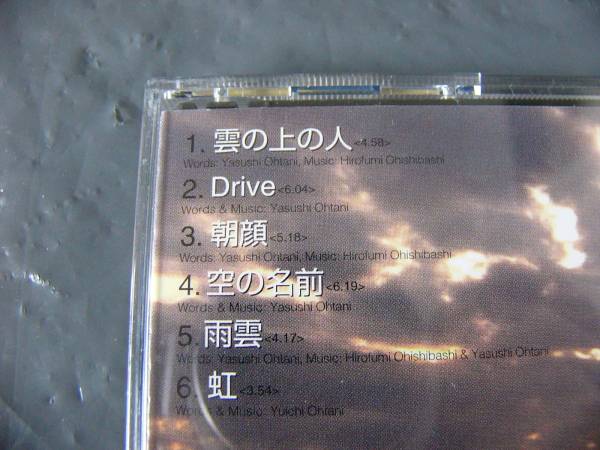 1. 雲の上の人 <4.58>
Words: Yasushi Ohtani, Music: Hirofumi Ohishibashi
2. Drive <6.04>
Words & Music: Yasushi Ohtani
3. 朝顔 <5.18>
Words: Yasushi Ohtani, Music: Hirofumi Ohishibashi
4. 空の名前 <6.19>
Words & Music: Yasushi Ohtani
5. 雨雲 <4.17>
Words: Yasushi Ohtani, Music: Hirofumi Ohishibashi & Yasushi Ohtani
6. 虹 <3.54>
Words & Music: Yuichi Ohtani